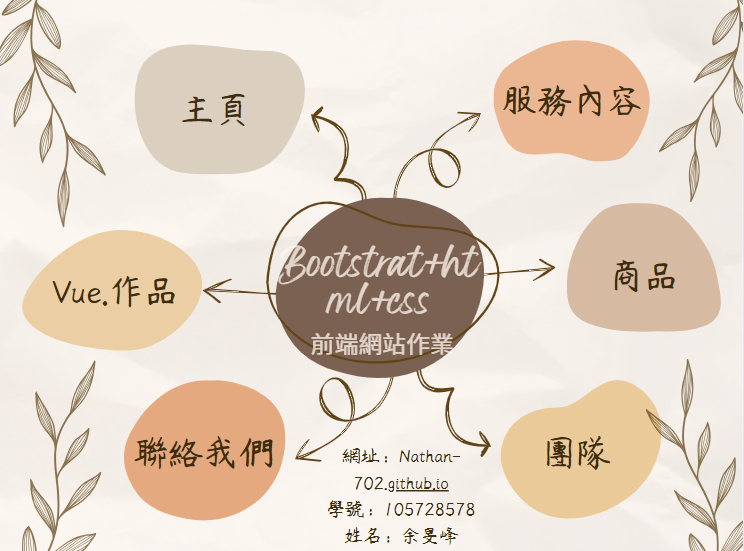 主頁
服務內容
Bootstrat+ht
ml+css
前端網站作業
Vue.作品
商品
聯絡我們
團隊
網址：Nathan-
702.github.io
學號：105728578
姓名：余旻峰